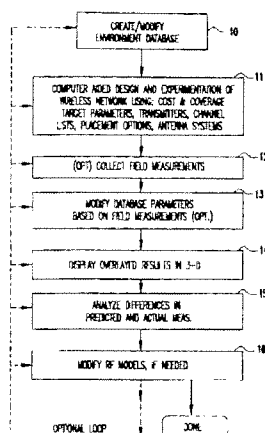 CREATE/MODIFY
ENVIRONMENT DATABASE
10
11
COMPUTER AIDED DESIGN AND EXPERIMENTATION OF
WIRELESS NETWORK USING: COST & COVERAGE
TARGET PARAMETERS, TRANSMITTERS, CHANNEL
LISTS, PLACEMENT OPTIONS, ANTENNA SYSTEMS
12
(OPT) COLLECT FIELD MEASUREMENTS
13
MODIFY DATABASE PARAMETERS
BASED ON FIELD MEASUREMENTS (OPT.)
14
DISPLAY OVERLAYED RESULTS IN 3-D
15
ANALYZE DIFFERENCES IN
PREDICTED AND ACTUAL MEAS.
16
MODIFY RF MODELS, IF NEEDED
OPTIONAL LOOP
DONE